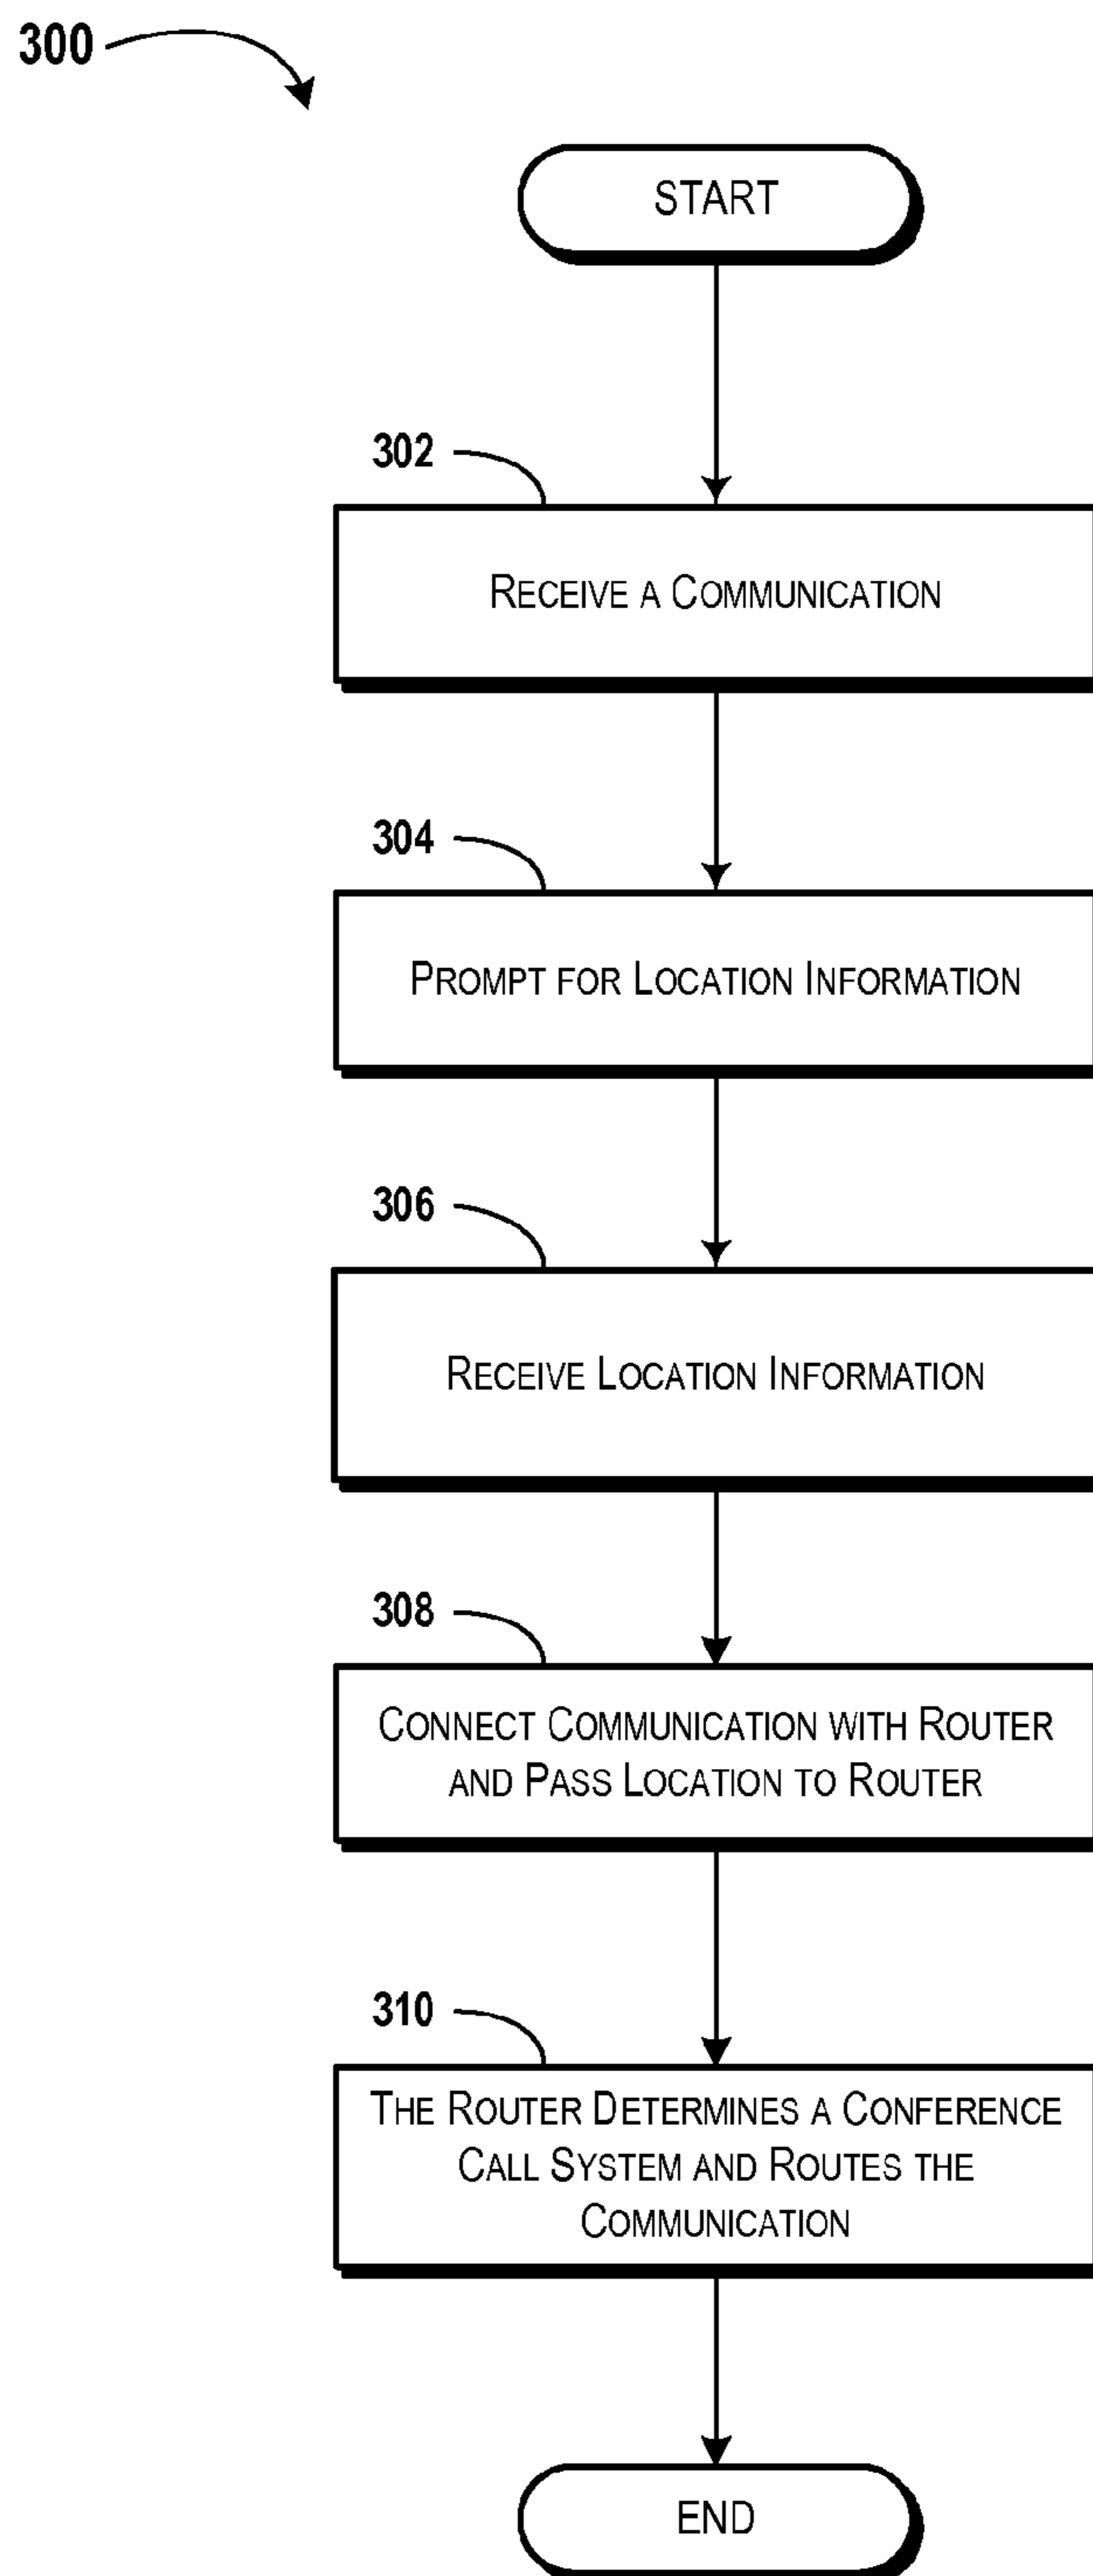 300
START
302
RECEIVE A COMMUNICATION
304
PROMPT FOR LOCATION INFORMATION
306
RECEIVE LOCATION INFORMATION
308
CONNECT COMMUNICATION WITH ROUTER
AND PASS LOCATION TO ROUTER
310
THE ROUTER DETERMINES A CONFERENCE
CALL SYSTEM AND ROUTES THE
COMMUNICATION
END